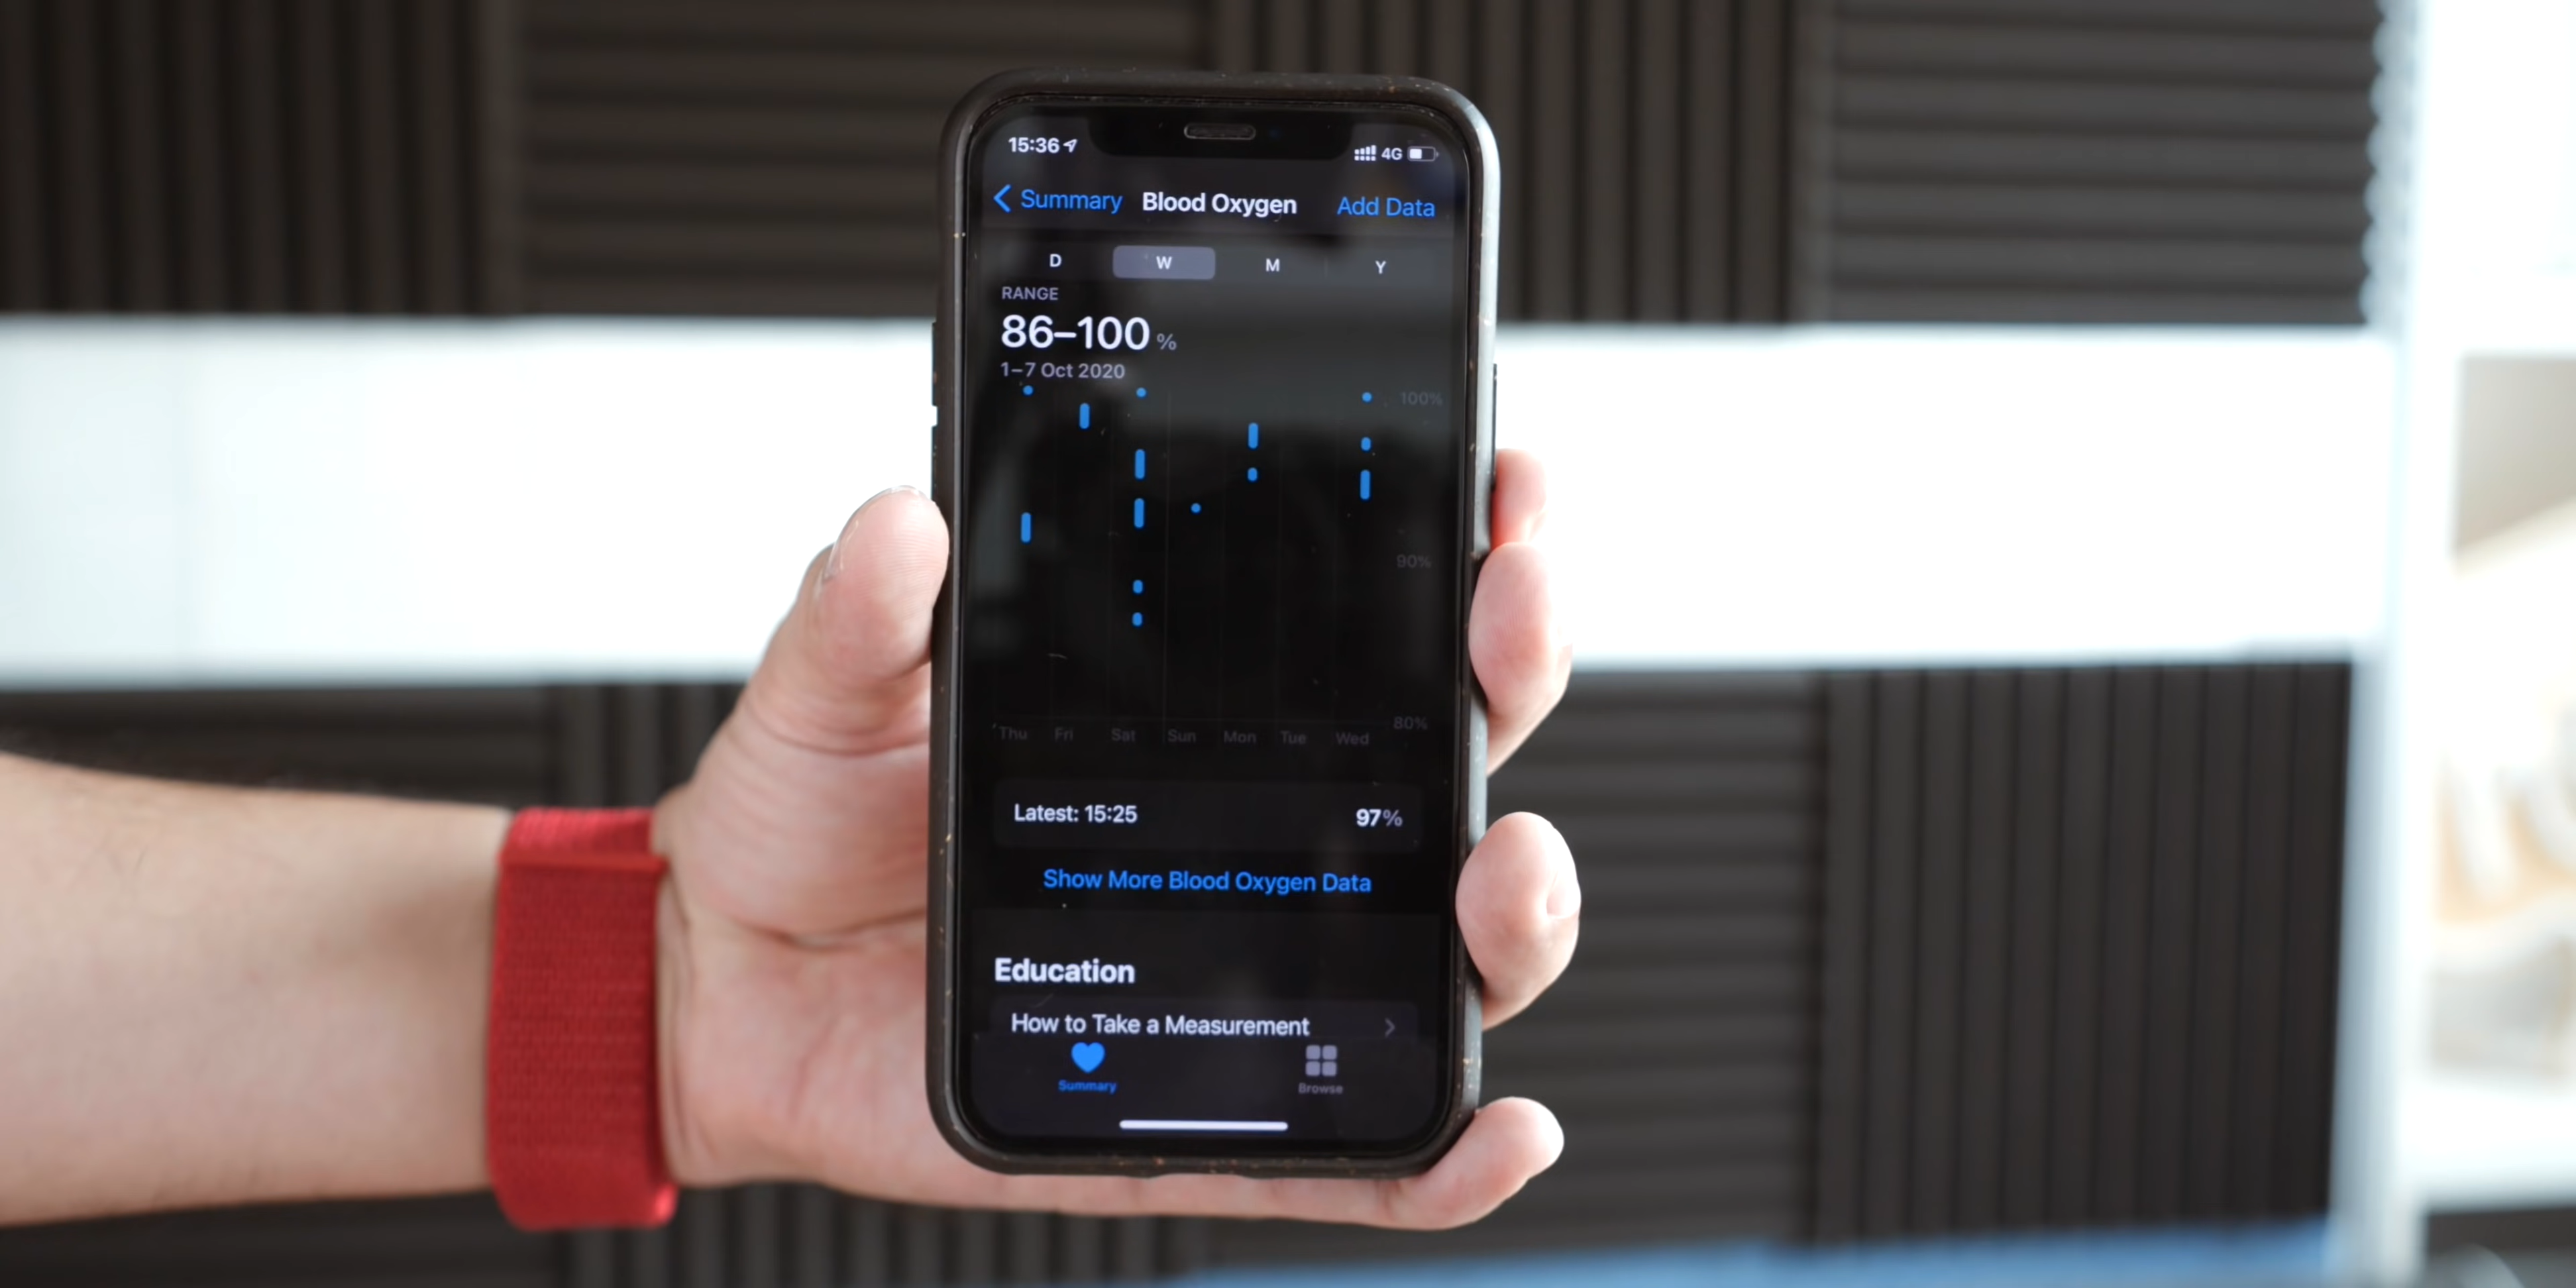 15:36 4G
Summary Blood Oxygen Add Data
D W M Y
RANGE
86–100 %
1–7 Oct 2020
100%
90%
80%
Thu Fri Sat Sun Mon Tue Wed
Latest: 15:25 97%
Show More Blood Oxygen Data
Education
How to Take a Measurement
Summary Browse